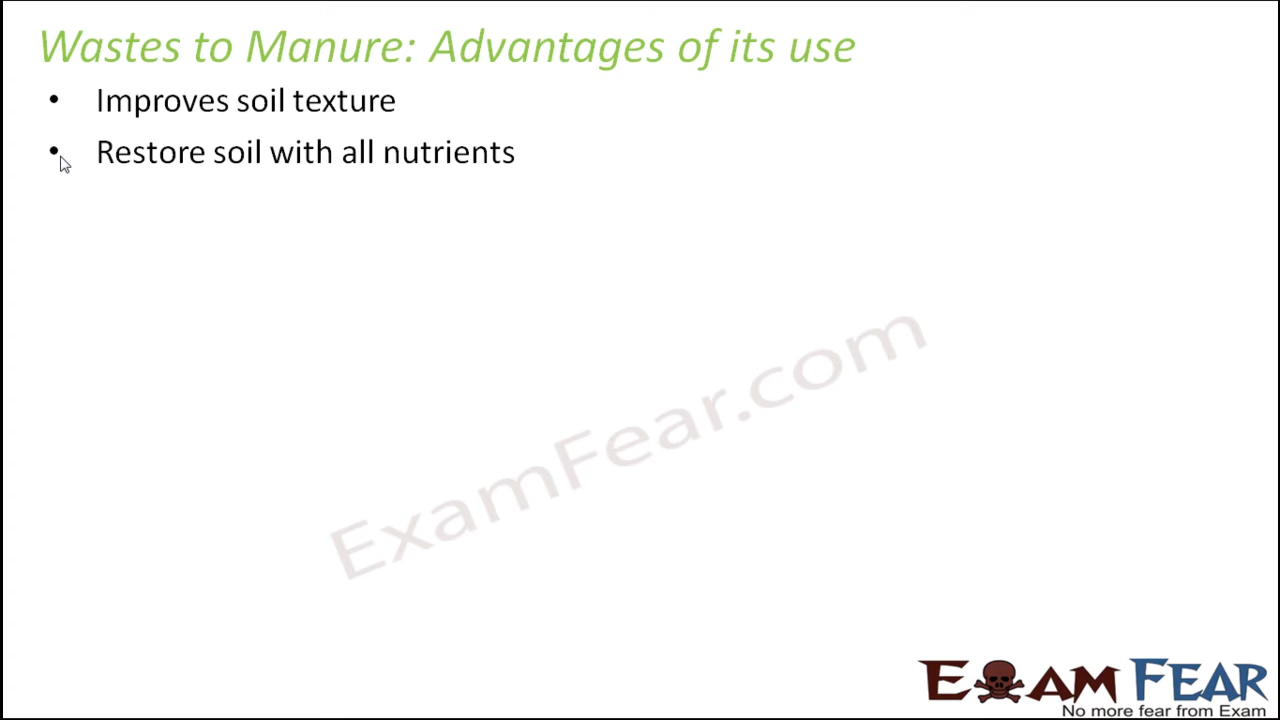 Wastes to Manure: Advantages of its use
• Improves soil texture
• Restore soil with all nutrients
ExamFear.com
EXAM FEAR
No more fear from Exam